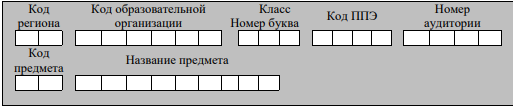 Код региона
Код образовательной организации
Класс
Номер буква
Код ППЭ
Номер аудитории
Код предмета
Название предмета